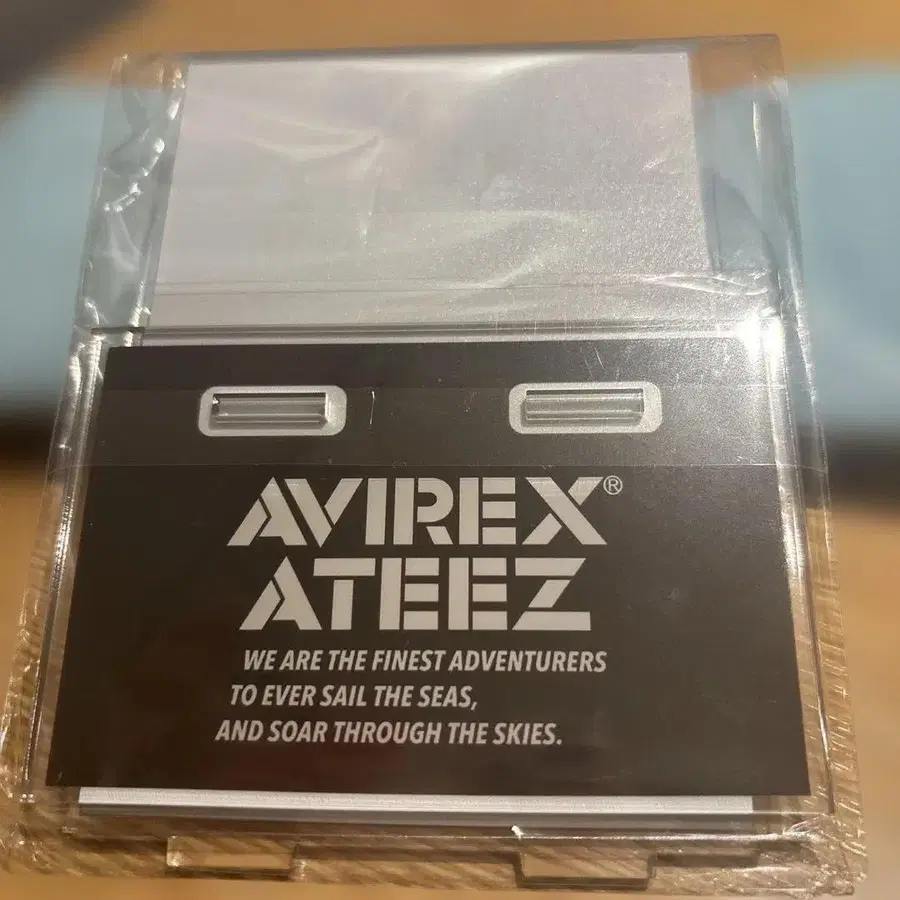 AVIREX®
ATEEZ
WE ARE THE FINEST ADVENTURERS
TO EVER SAIL THE SEAS,
AND SOAR THROUGH THE SKIES.